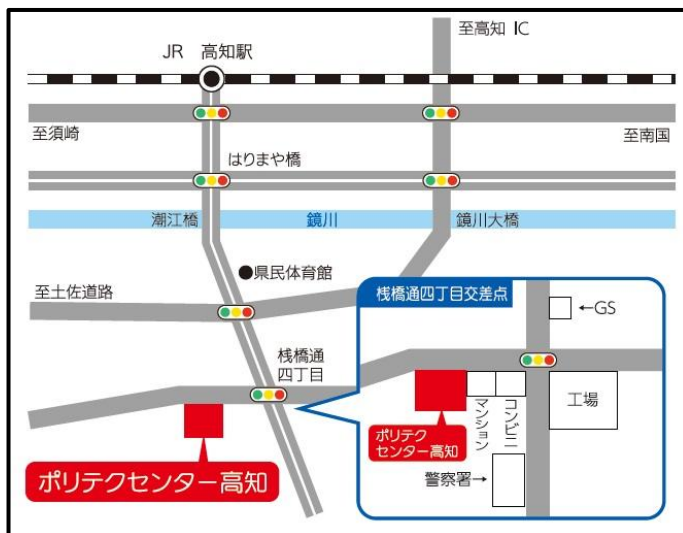 至高知 IC
JR 高知駅
至須崎
至南国
はりまや橋
潮江橋
鏡川
鏡川大橋
●県民体育館
至土佐道路
桟橋通四丁目交差点
←GS
桟橋通
四丁目
工場
マンション
コンビニ
ポリテク
センター高知
警察署→
ポリテクセンター高知